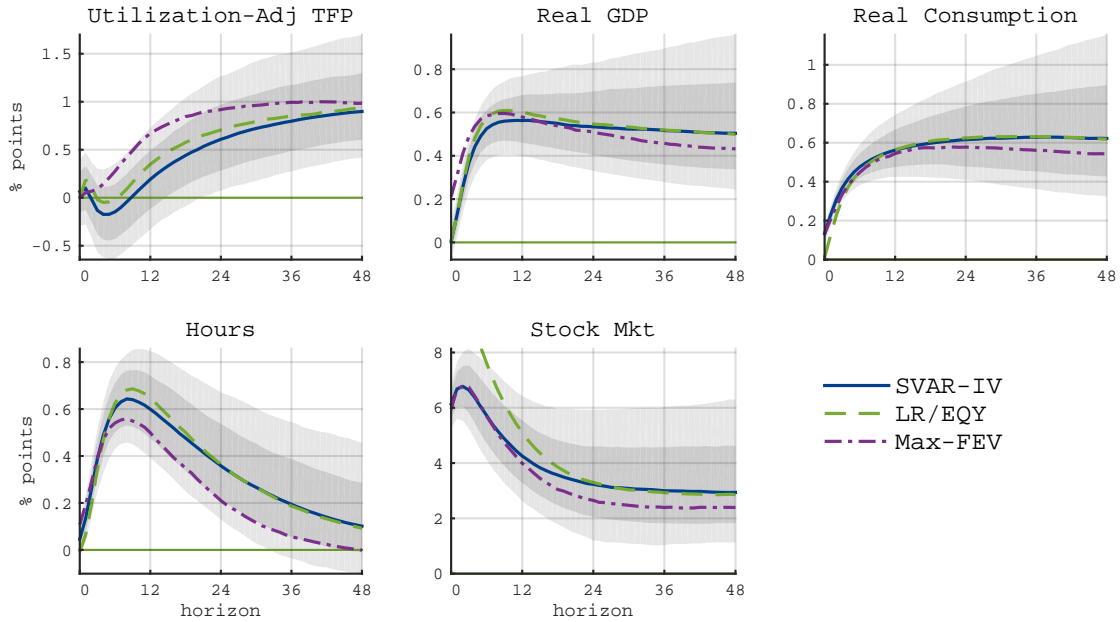 Utilization-Adj TFP
Real GDP
Real Consumption
% points
1.5
1
0.5
0
-0.5
0 12 24 36 48
0.8
0.6
0.4
0.2
0
0 12 24 36 48
1
0.8
0.6
0.4
0.2
0
0 12 24 36 48
Hours
Stock Mkt
% points
0.8
0.6
0.4
0.2
0
0 12 24 36 48
horizon
8
6
4
2
0
0 12 24 36 48
horizon
SVAR-IV
LR/EQY
Max-FEV